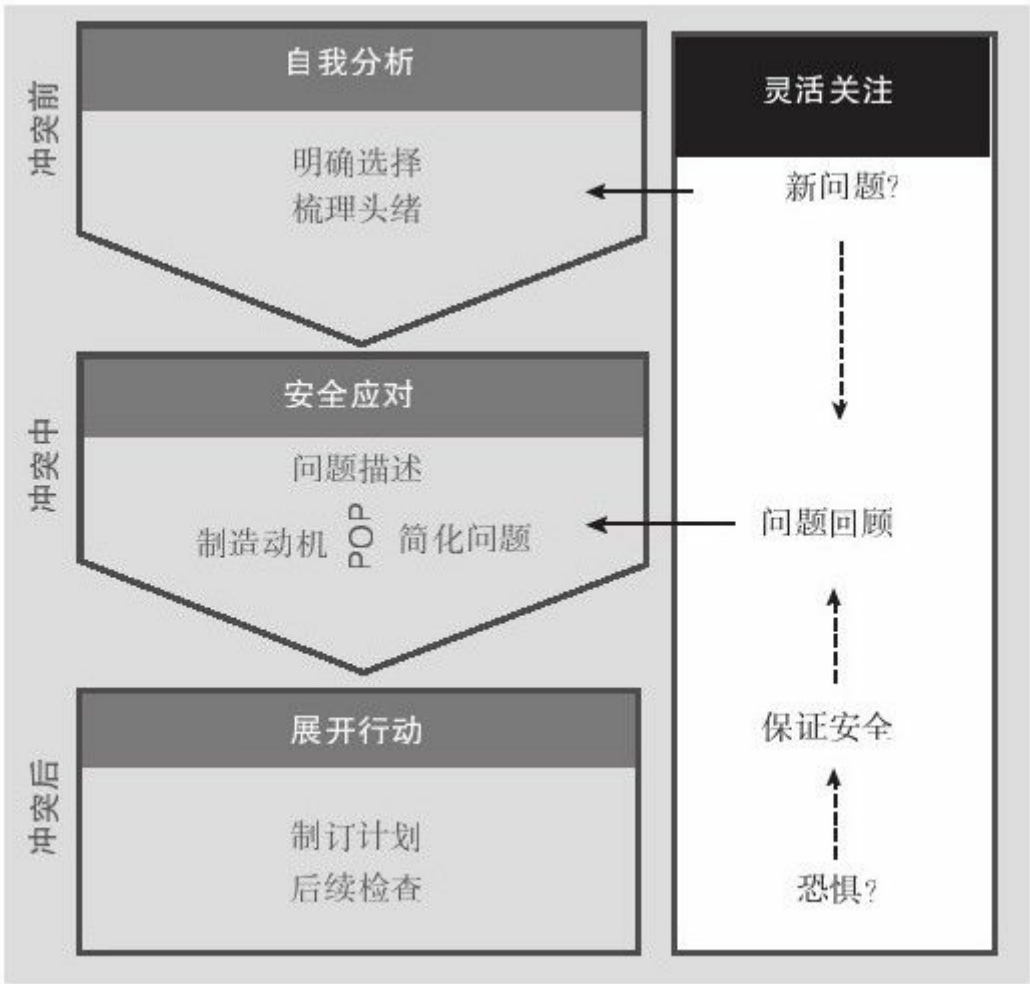 冲突前
自我分析
明确选择
梳理头绪
冲突中
安全应对
问题描述
制造动机 POP 简化问题
冲突后
展开行动
制订计划
后续检查
灵活关注
新问题?
问题回顾
保证安全
恐惧?